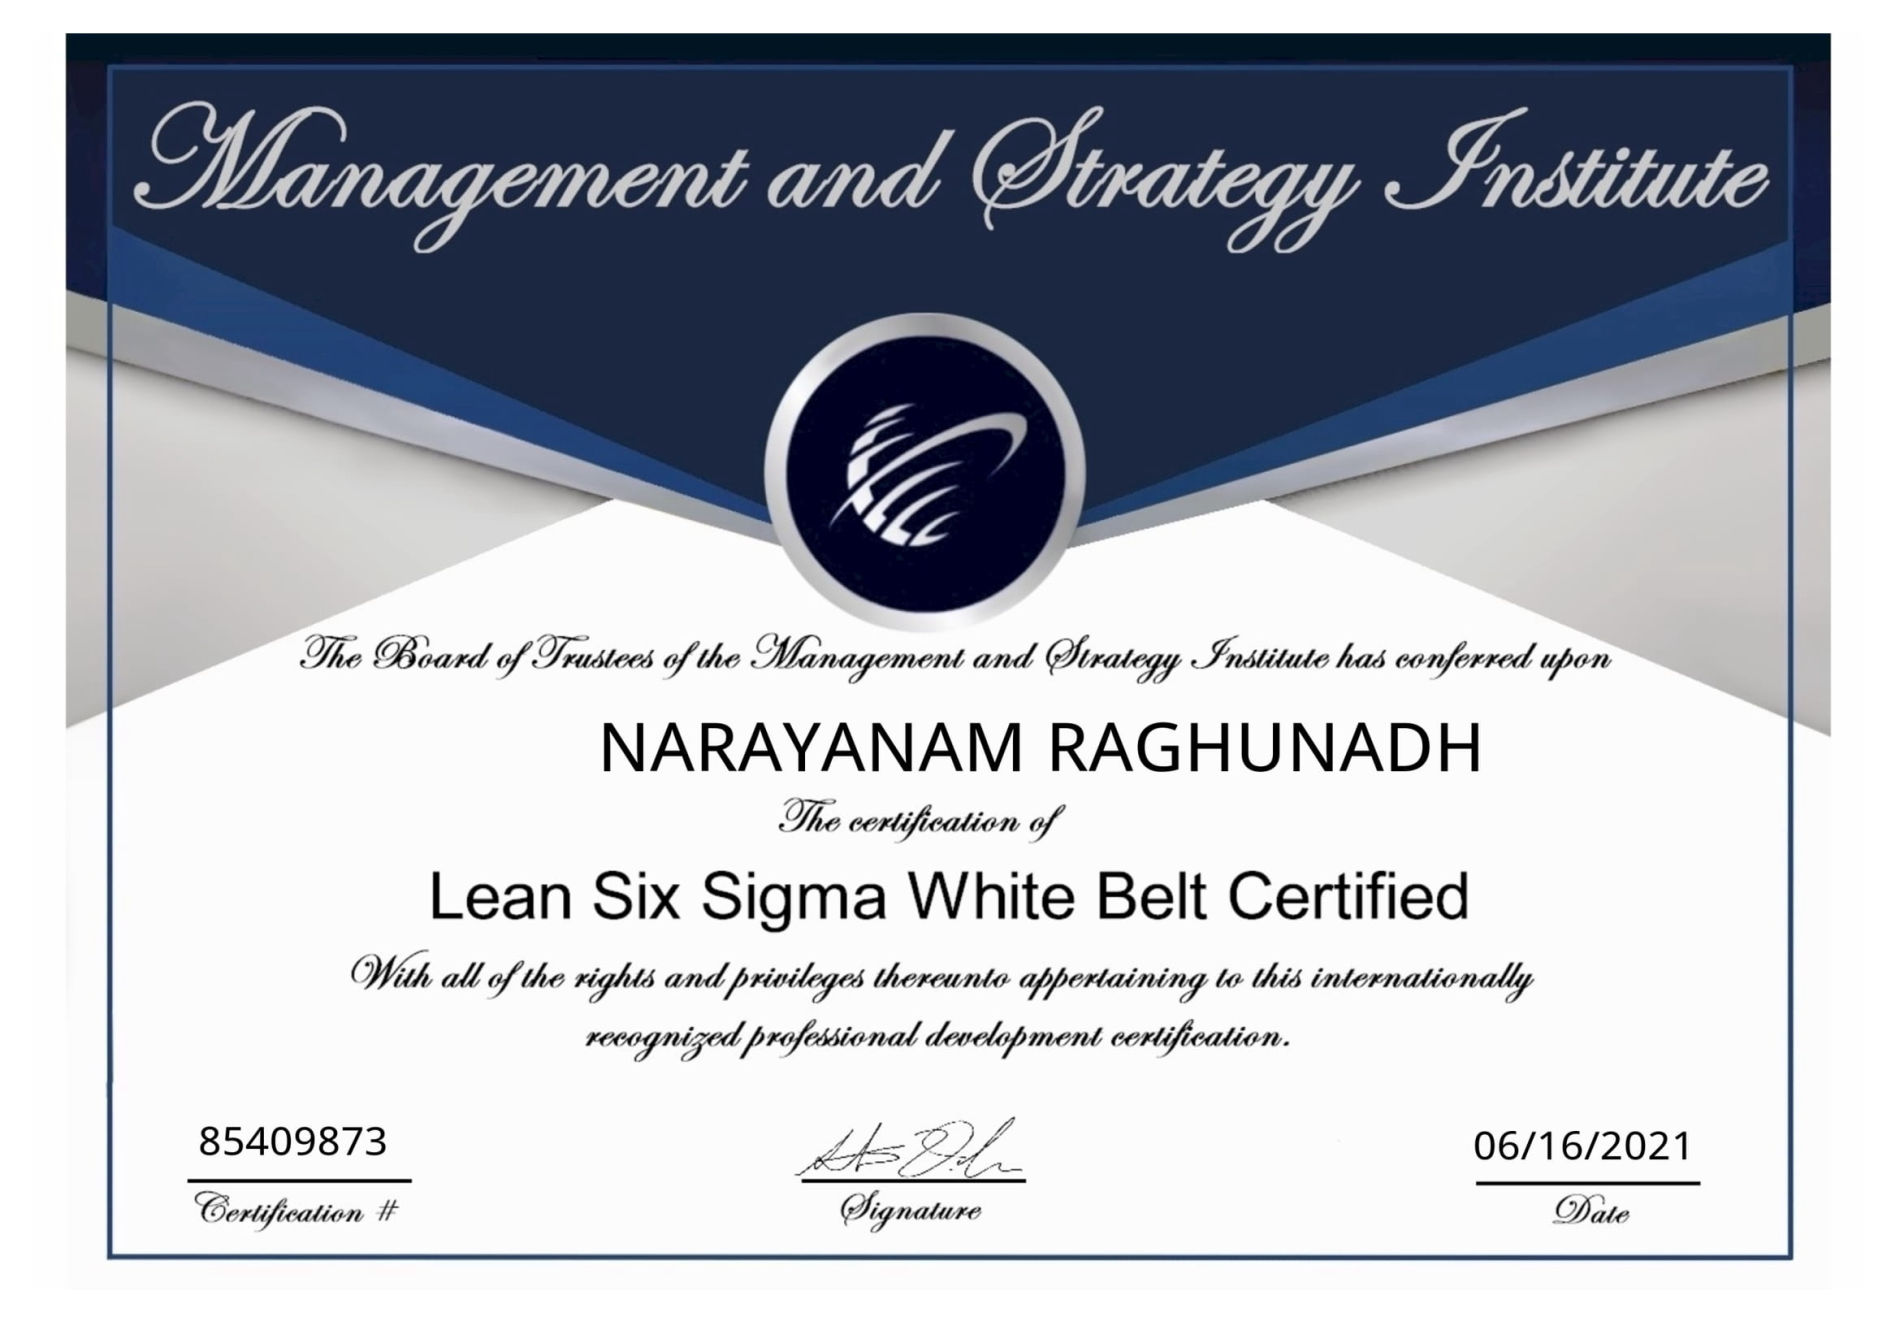 Management and Strategy Institute
The Board of Trustees of the Management and Strategy Institute has conferred upon
NARAYANAM RAGHUNADH
The certification of
Lean Six Sigma White Belt Certified
With all of the rights and privileges thereunto appertaining to this internationally
recognized professional development certification.
85409873
06/16/2021
Certification #
Signature
Date